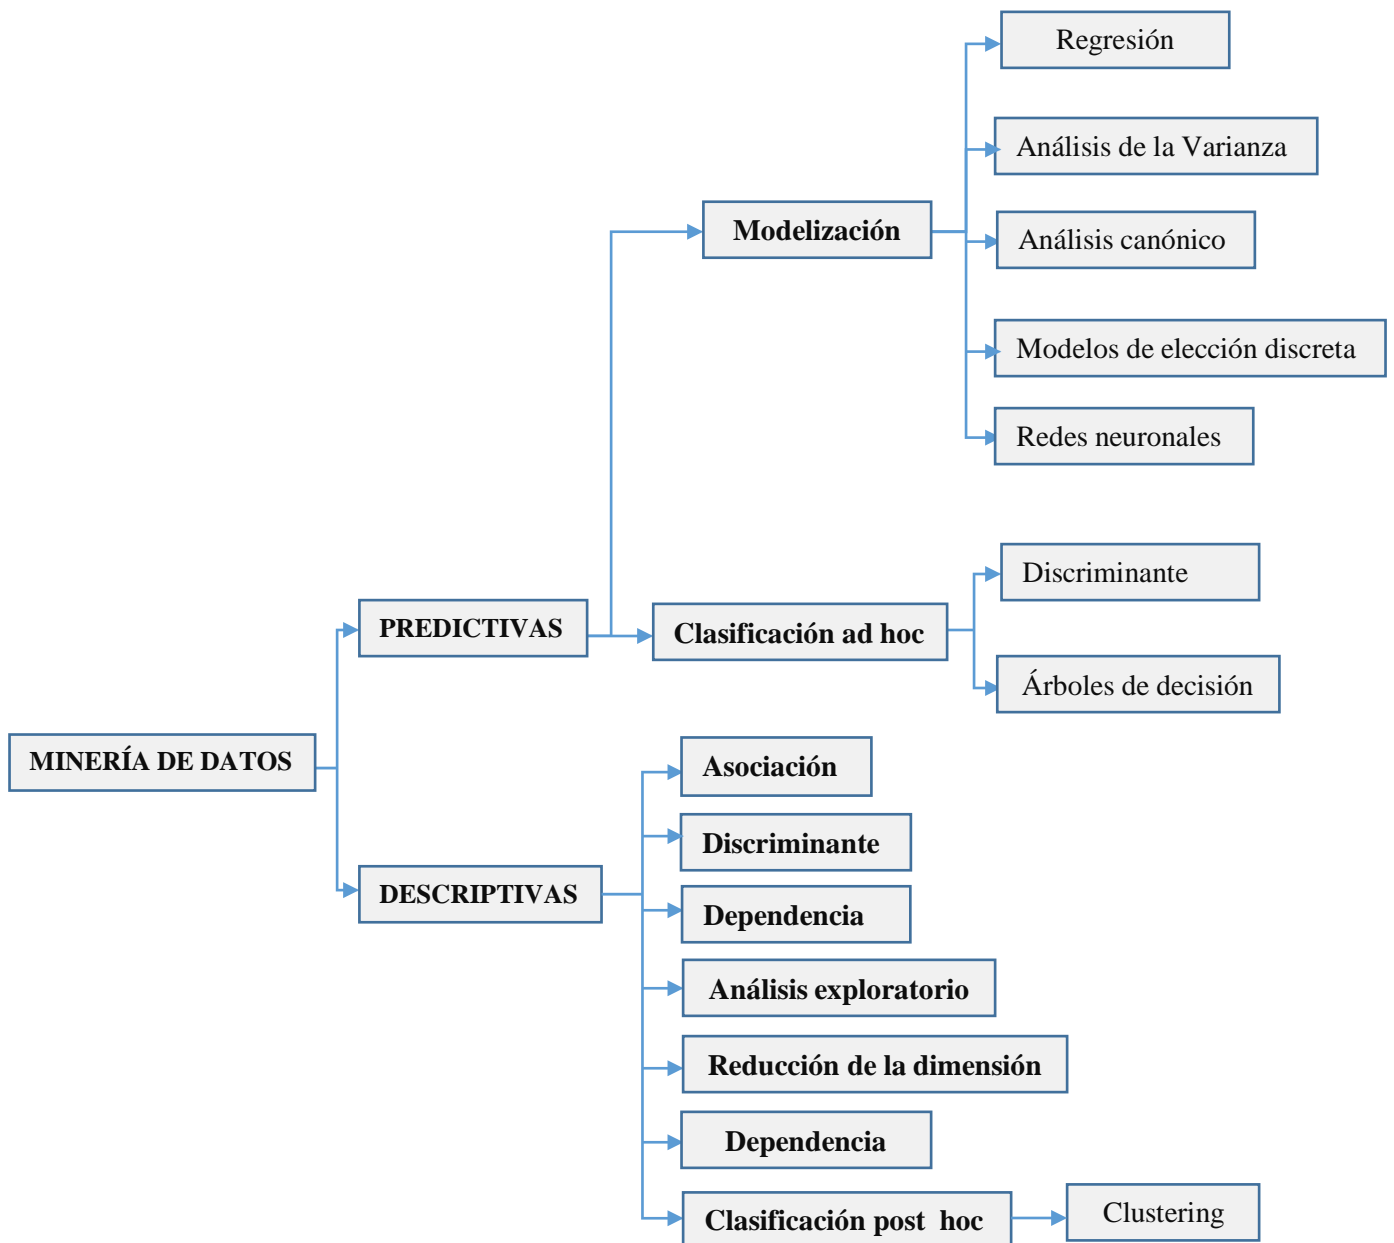 Regresión
Análisis de la Varianza
Modelización
Análisis canónico
Modelos de elección discreta
Redes neuronales
Discriminante
PREDICTIVAS
Clasificación ad hoc
Árboles de decisión
MINERÍA DE DATOS
Asociación
Discriminante
DESCRIPTIVAS
Dependencia
Análisis exploratorio
Reducción de la dimensión
Dependencia
Clasificación post hoc
Clustering